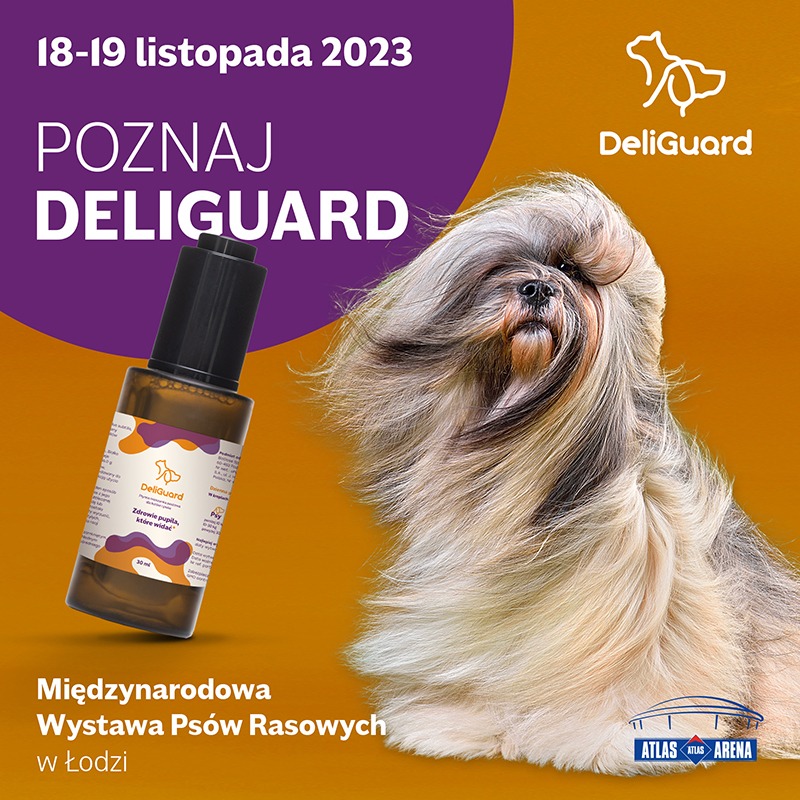 18-19 listopada 2023
DeliGuard
POZNAJ
DELIGUARD
DeliGuard
Zdrowie pupila,
które widać*
30 ml
Psy
Międzynarodowa
Wystawa Psów Rasowych
w Łodzi
ATLAS ATLAS ARENA